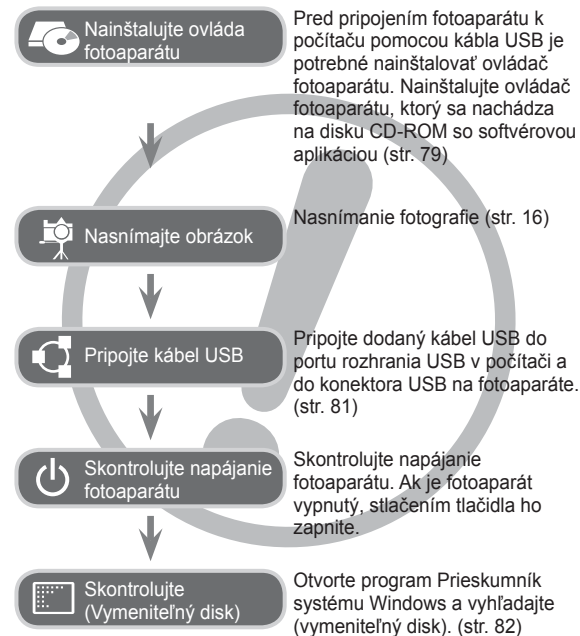 Nainštalujte ovláda
fotoaparátu
Pred pripojením fotoaparátu k
počítaču pomocou kábla USB je
potrebné nainštalovať ovládač
fotoaparátu. Nainštalujte ovládač
fotoaparátu, ktorý sa nachádza
na disku CD-ROM so softvérovou
aplikáciou (str. 79)
Nasnímajte obrázok
Nasnímanie fotografie (str. 16)
Pripojte kábel USB
Pripojte dodaný kábel USB do
portu rozhrania USB v počítači a
do konektora USB na fotoaparáte.
(str. 81)
Skontrolujte napájanie
fotoaparátu
Skontrolujte napájanie
fotoaparátu. Ak je fotoaparát
vypnutý, stlačením tlačidla ho
zapnite.
Skontrolujte
(Vymeniteľný disk)
Otvorte program Prieskumník
systému Windows a vyhľadajte
(vymeniteľný disk). (str. 82)